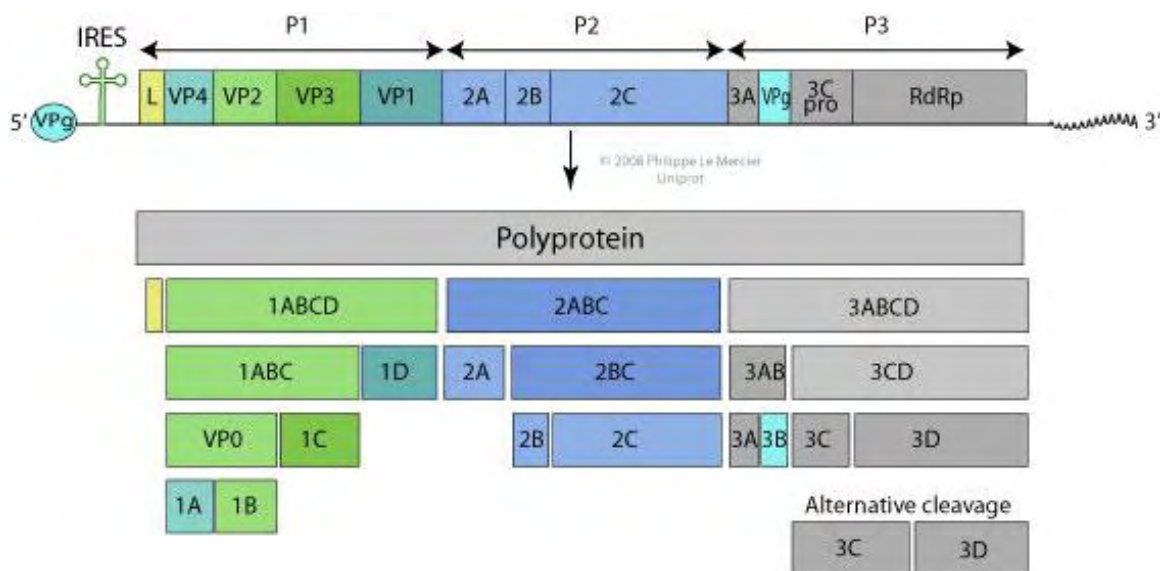 P1 P2 P3
IRES
L VP4 VP2 VP3 VP1 2A 2B 2C 3A VPg 3C pro RdRp
5' VPg 3'
© 2008 Philippe Le Mercier
Uniprot
Polyprotein
1ABCD 2ABC 3ABCD
1ABC 1D 2A 2BC 3AB 3CD
VP0 1C 2B 2C 3A 3B 3C 3D
1A 1B
Alternative cleavage
3C 3D